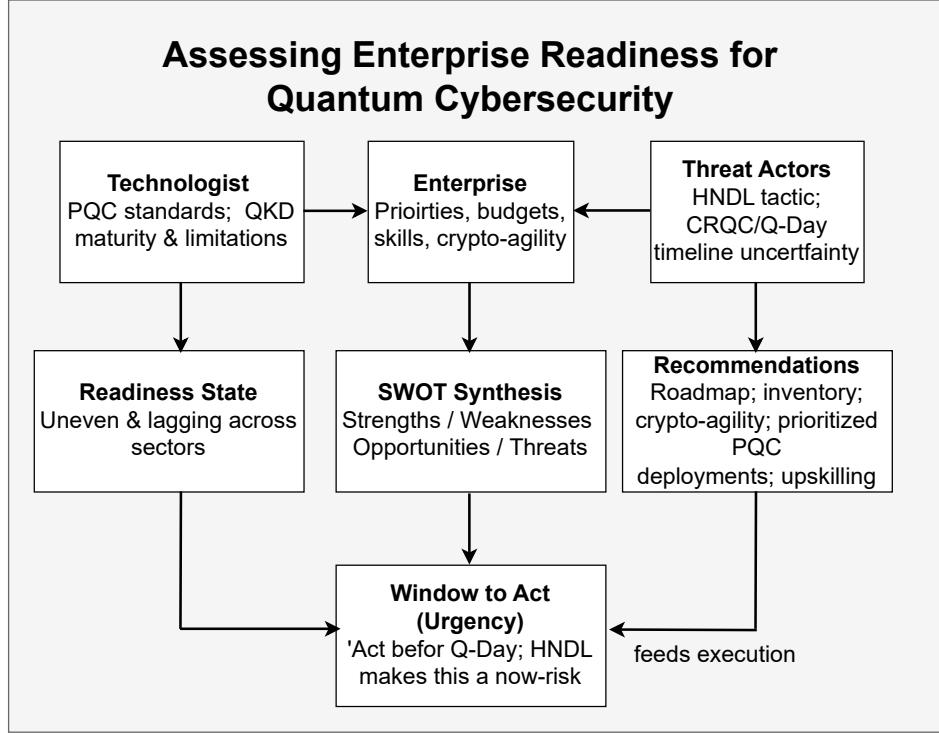 Assessing Enterprise Readiness for
Quantum Cybersecurity
Technologist
PQC standards; QKD
maturity & limitations
Enterprise
Prioirties, budgets,
skills, crypto-agility
Threat Actors
HNDL tactic;
CRQC/Q-Day
timeline uncertfainty
Readiness State
Uneven & lagging across
sectors
SWOT Synthesis
Strengths / Weaknesses
Opportunities / Threats
Recommendations
Roadmap; inventory;
crypto-agility; prioritized
PQC
deployments; upskilling
Window to Act
(Urgency)
'Act befor Q-Day; HNDL
makes this a now-risk
feeds execution